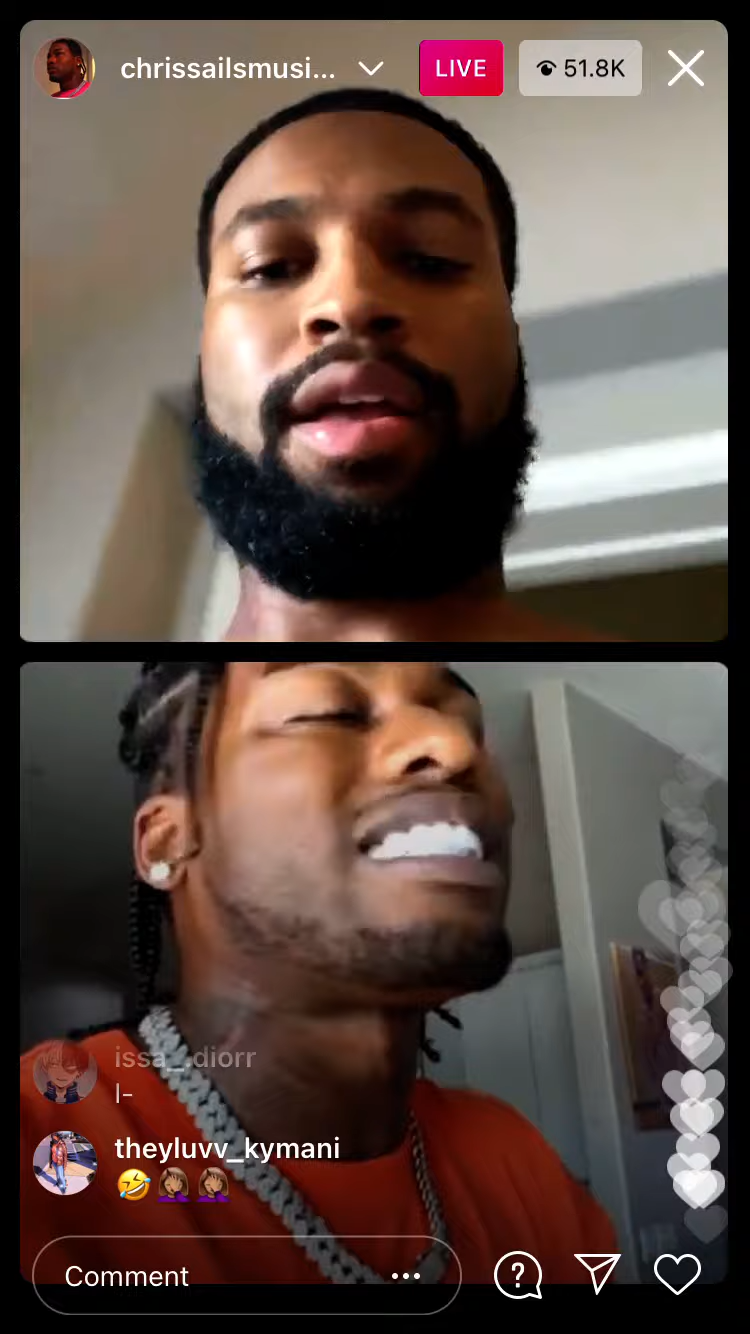 chrissailsmusi...
LIVE
51.8K
issa_.diorr
|-
theyluvv_kymani
🤣🤦🏽‍♀️🤦🏽‍♀️
Comment